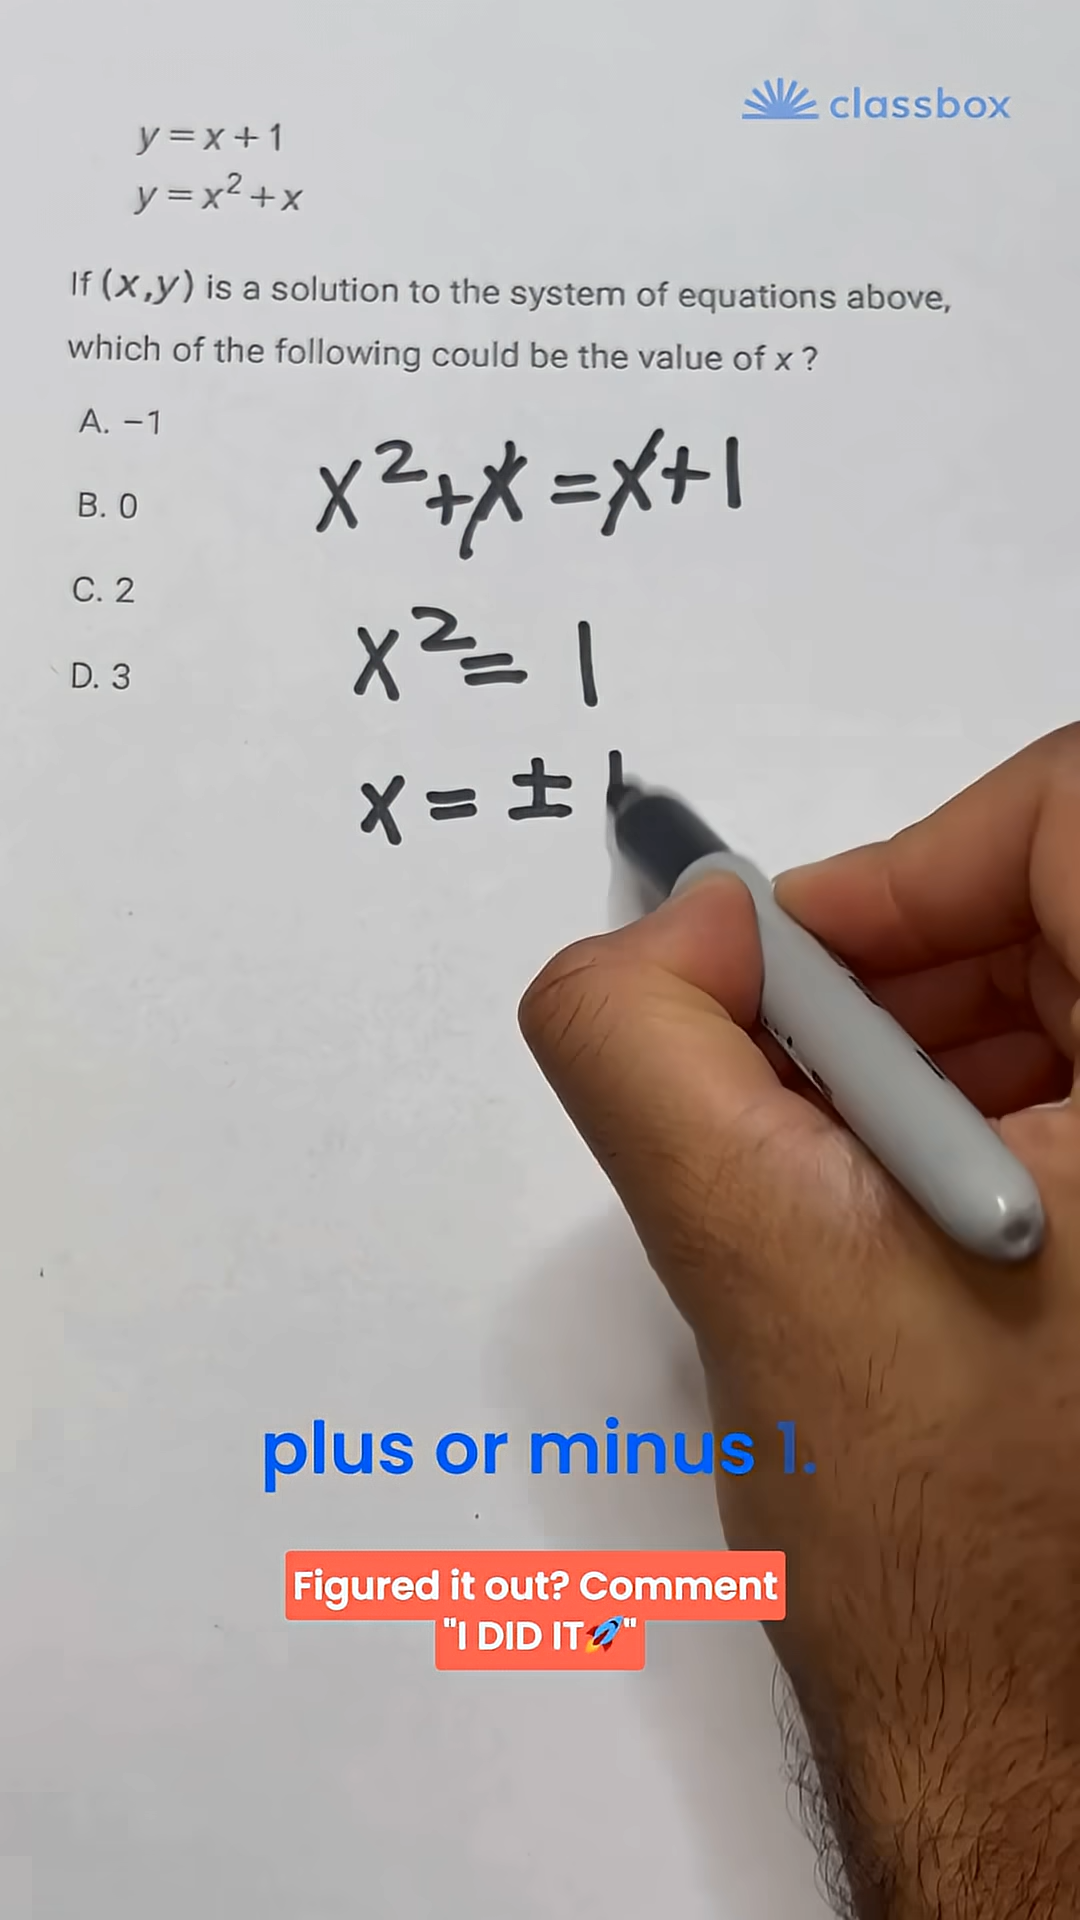 classbox
y = x + 1
y = x² + x
If (x,y) is a solution to the system of equations above,
which of the following could be the value of x ?
A. −1
B. 0
C. 2
D. 3
x² + x = x + 1
x² = 1
x = ± 1
plus or minus 1.
Figured it out? Comment
"I DID IT🚀"